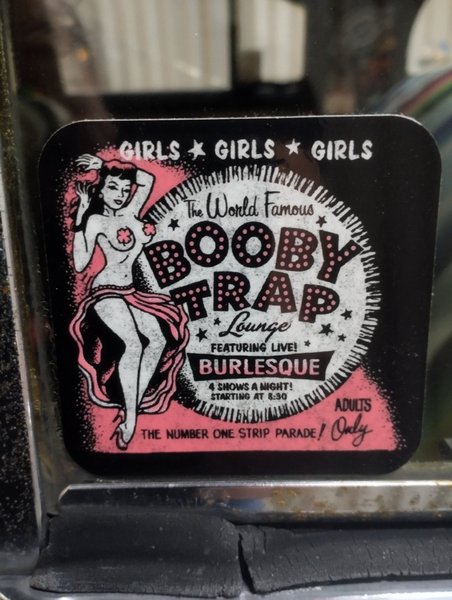 GIRLS ★ GIRLS ★ GIRLS
The World Famous
BOOBY
TRAP
Lounge
FEATURING LIVE!
BURLESQUE
4 SHOWS A NIGHT!
STARTING AT 8:30
ADULTS
Only
THE NUMBER ONE STRIP PARADE!